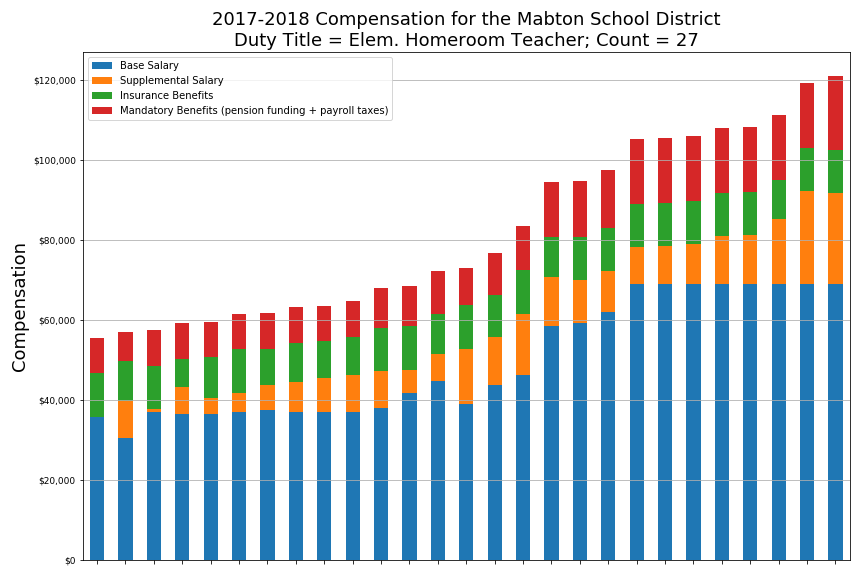 2017-2018 Compensation for the Mabton School District
Duty Title = Elem. Homeroom Teacher; Count = 27
Base Salary
Supplemental Salary
Insurance Benefits
Mandatory Benefits (pension funding + payroll taxes)
$120,000
$100,000
$80,000
$60,000
$40,000
$20,000
$0
Compensation